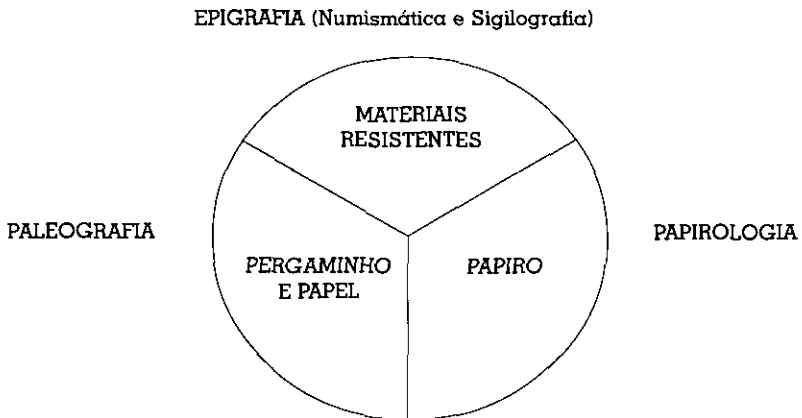 EPIGRAFIA (Numismática e Sigilografia)
MATERIAIS
RESISTENTES
PALEOGRAFIA
PERGAMINHO
E PAPEL
PAPIRO
PAPIROLOGIA